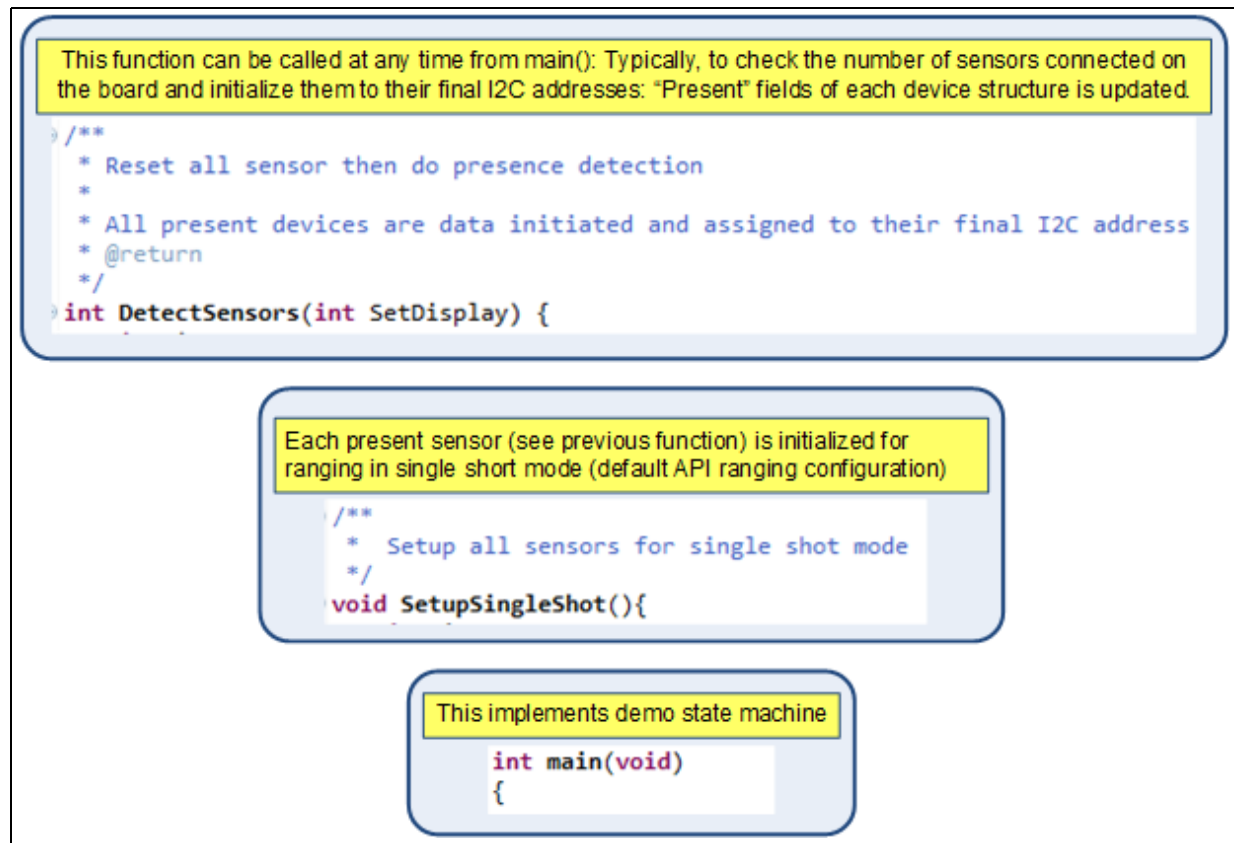 This function can be called at any time from main(): Typically, to check the number of sensors connected on
the board and initialize them to their final I2C addresses: “Present” fields of each device structure is updated.
/**
* Reset all sensor then do presence detection
*
* All present devices are data initiated and assigned to their final I2C address
* @return
*/
int DetectSensors(int SetDisplay) {
Each present sensor (see previous function) is initialized for
ranging in single short mode (default API ranging configuration)
/**
* Setup all sensors for single shot mode
*/
void SetupSingleShot(){
This implements demo state machine
int main(void)
{